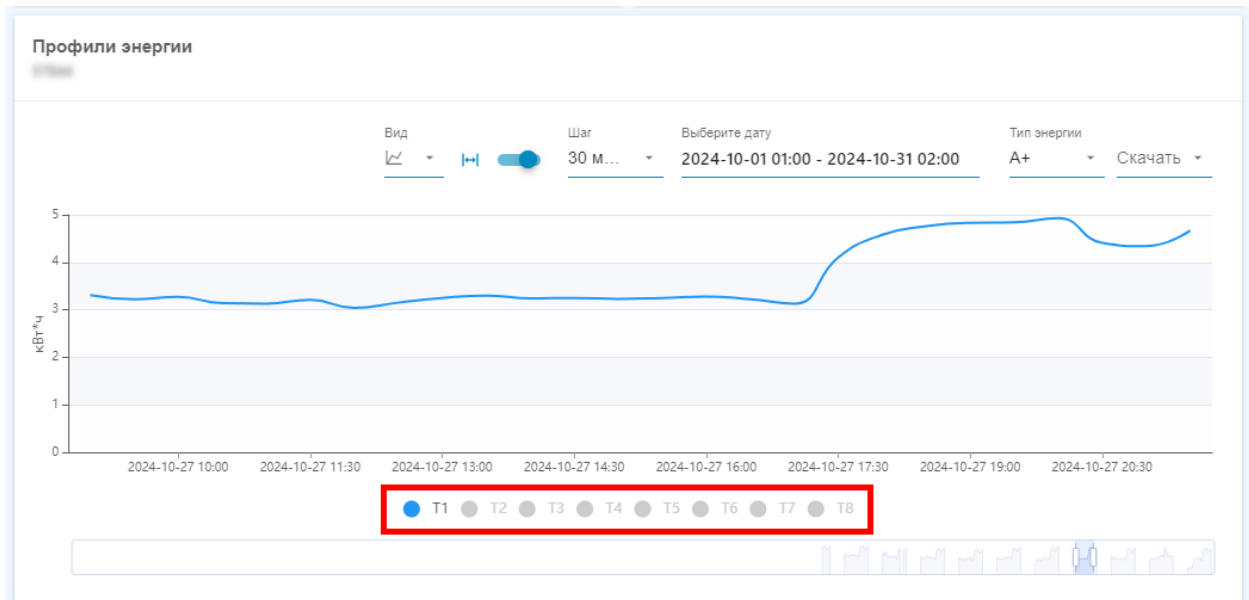 Профили энергии
Вид
Шаг
Выберите дату
Тип энергии
30 м...
2024-10-01 01:00 - 2024-10-31 02:00
A+
Скачать
5
4
3
2
1
0
кВт*ч
2024-10-27 10:00 2024-10-27 11:30 2024-10-27 13:00 2024-10-27 14:30 2024-10-27 16:00 2024-10-27 17:30 2024-10-27 19:00 2024-10-27 20:30
T1 T2 T3 T4 T5 T6 T7 T8